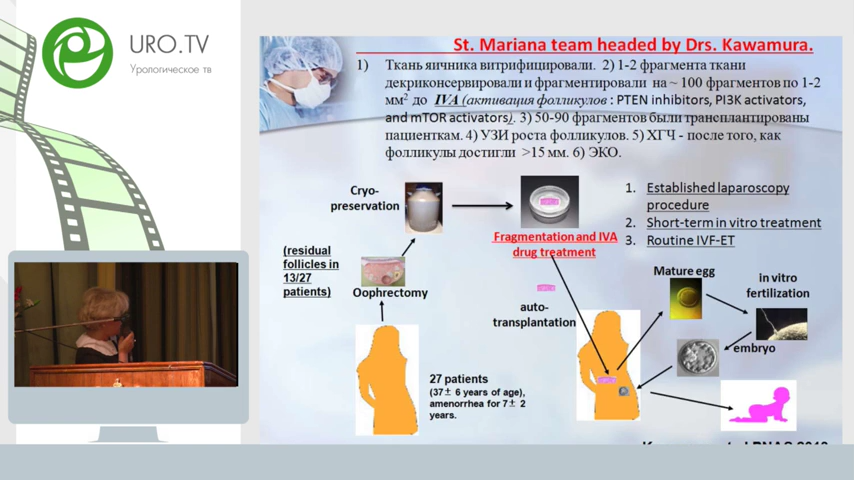 URO.TV
Урологическое тв
St. Mariana team headed by Drs. Kawamura.
1) Ткань яичника витрифицировали. 2) 1-2 фрагмента ткани
декриоконсервировали и фрагментировали на ~ 100 фрагментов по 1-2
мм² до IVA (активация фолликулов : PTEN inhibitors, PI3K activators,
and mTOR activators). 3) 50-90 фрагментов были трансплантированы
пациенткам. 4) УЗИ роста фолликулов. 5) ХГЧ - после того, как
фолликулы достигли >15 мм. 6) ЭКО.
Cryo-
preservation
1. Established laparoscopy
procedure
2. Short-term in vitro treatment
3. Routine IVF-ET
Fragmentation and IVA
drug treatment
(residual
follicles in
13/27
patients)
Oophrectomy
Mature egg
in vitro
fertilization
auto-
transplantation
embryo
27 patients
(37± 6 years of age),
amenorrhea for 7± 2
years.